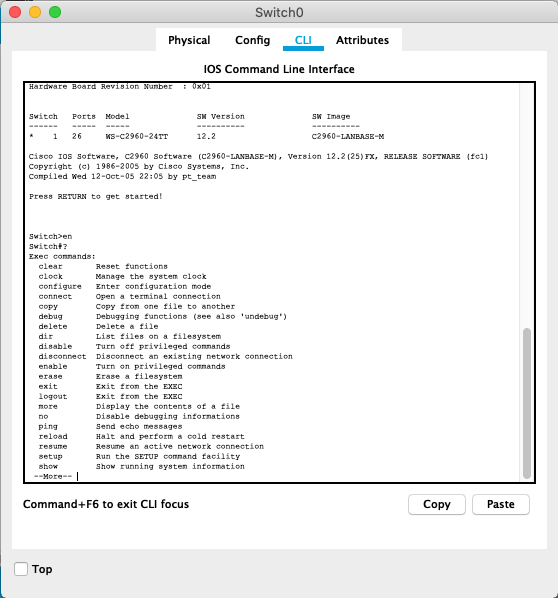 Switch0
Physical Config CLI Attributes
IOS Command Line Interface
Hardware Board Revision Number  : 0x01
Switch   Ports  Model              SW Version              SW Image
------   -----  -----              ----------              ----------
*    1   26     WS-C2960-24TT      12.2                    C2960-LANBASE-M
Cisco IOS Software, C2960 Software (C2960-LANBASE-M), Version 12.2(25)FX, RELEASE SOFTWARE (fc1)
Copyright (c) 1986-2005 by Cisco Systems, Inc.
Compiled Wed 12-Oct-05 22:05 by pt_team
Press RETURN to get started!
Switch>en
Switch#?
Exec commands:
  clear       Reset functions
  clock       Manage the system clock
  configure   Enter configuration mode
  connect     Open a terminal connection
  copy        Copy from one file to another
  debug       Debugging functions (see also 'undebug')
  delete      Delete a file
  dir         List files on a filesystem
  disable     Turn off privileged commands
  disconnect  Disconnect an existing network connection
  enable      Turn on privileged commands
  erase       Erase a filesystem
  exit        Exit from the EXEC
  logout      Exit from the EXEC
  more        Display the contents of a file
  no          Disable debugging informations
  ping        Send echo messages
  reload      Halt and perform a cold restart
  resume      Resume an active network connection
  setup       Run the SETUP command facility
  show        Show running system information
 --More--
Command+F6 to exit CLI focus
Copy Paste
Top